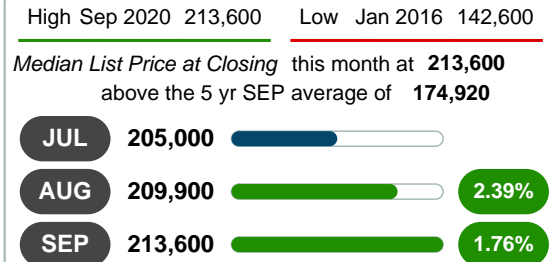 High Sep 2020 213,600 Low Jan 2016 142,600
Median List Price at Closing this month at 213,600
above the 5 yr SEP average of 174,920
JUL 205,000
AUG 209,900 2.39%
SEP 213,600 1.76%